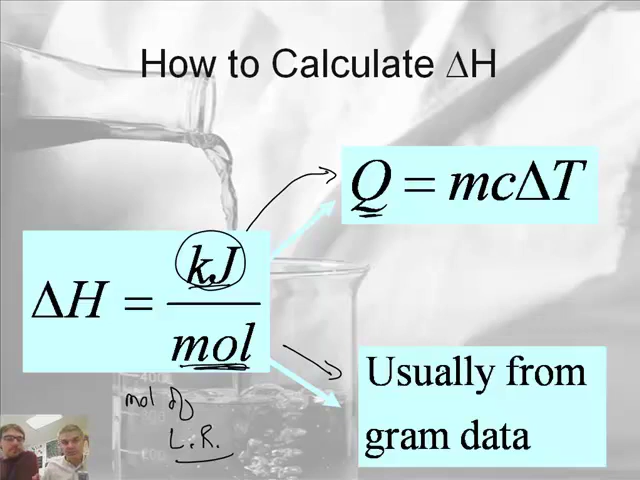 How to Calculate ΔH
Q = mcΔT
ΔH = kJ / mol
Usually from
gram data
mol of
L.R.